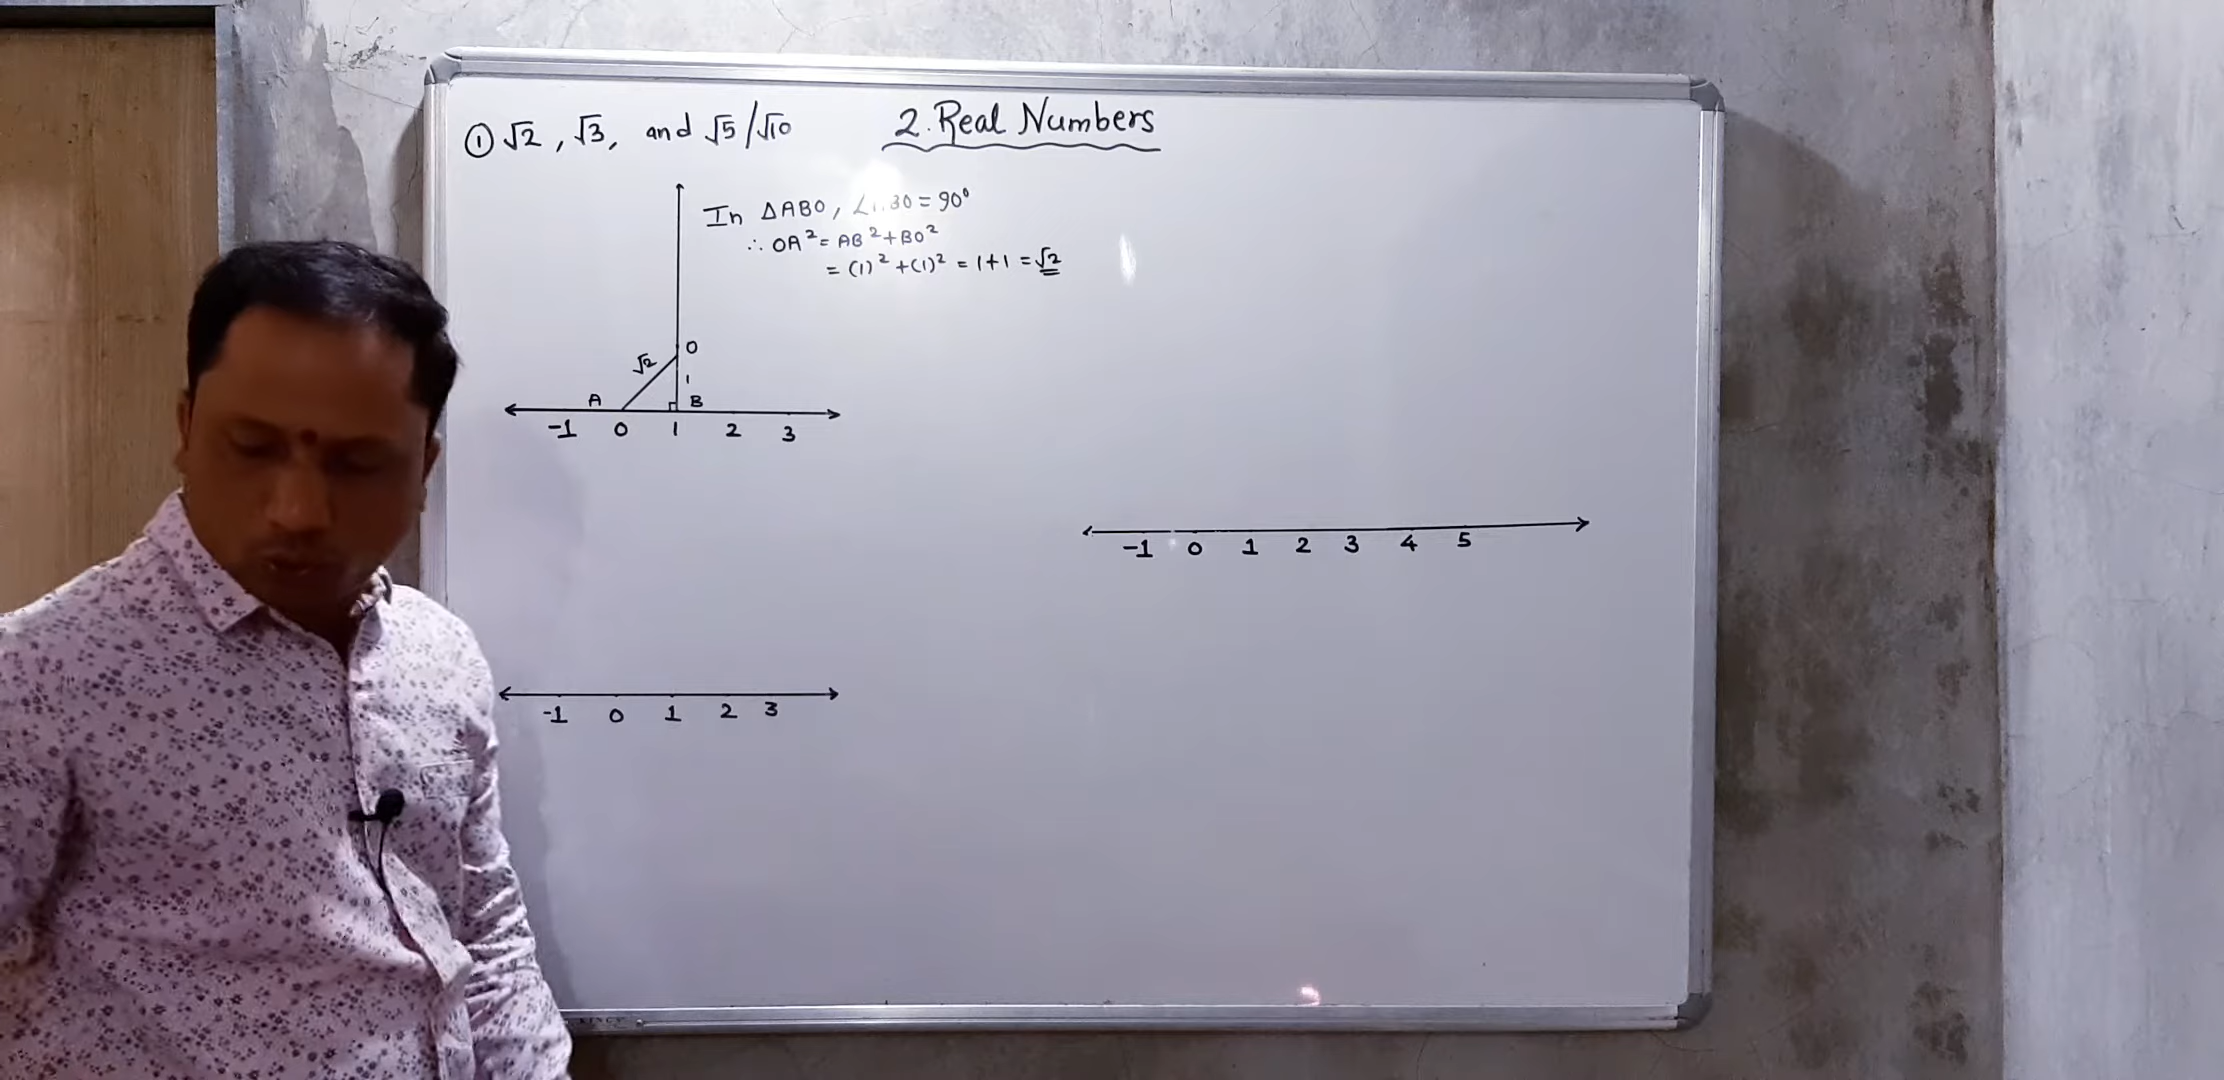 ① √2, √3, and √5/√10
2. Real Numbers
In △ABO, ∠ABO = 90°
∴ OA² = AB² + BO²
= (1)² + (1)² = 1 + 1 = √2
√2
O
1
A
B
-1 0 1 2 3
-1 0 1 2 3 4 5
-1 0 1 2 3